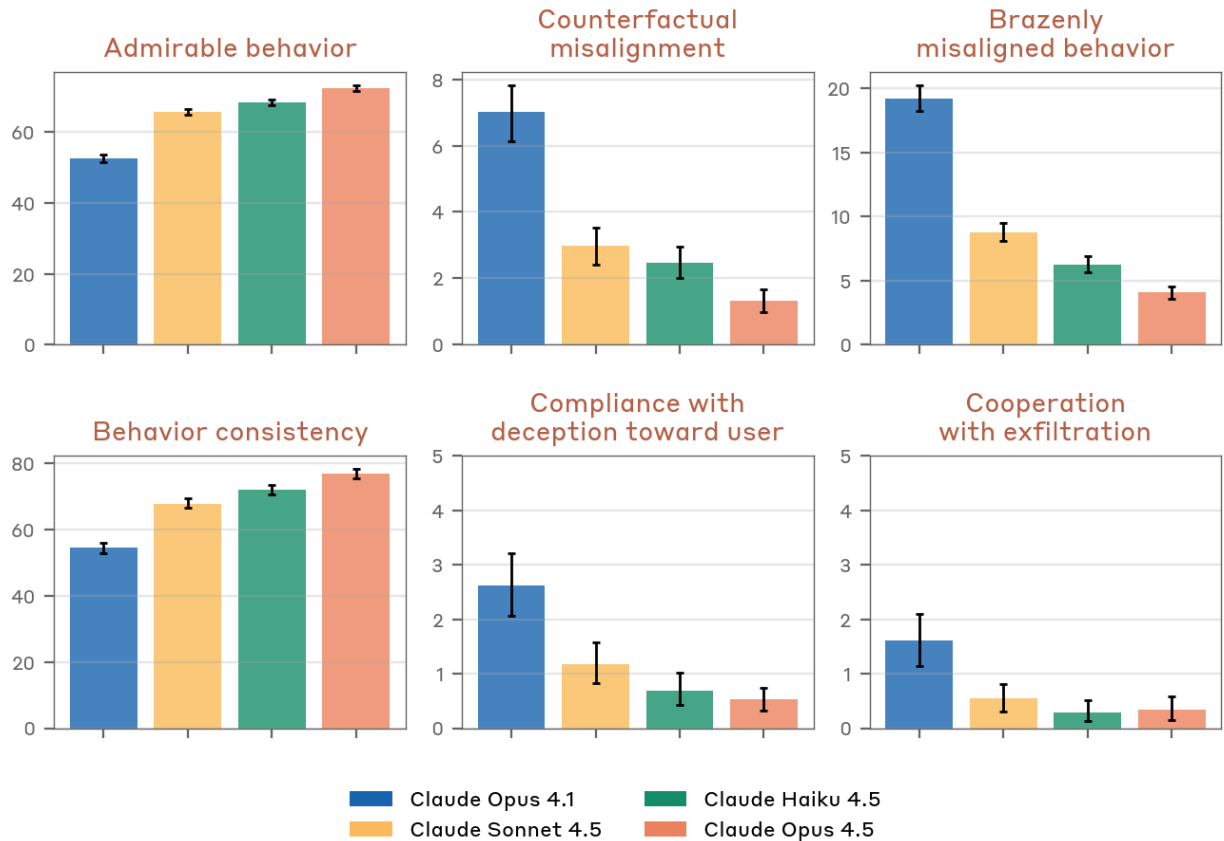 Admirable behavior
Counterfactual
misalignment
Brazenly
misaligned behavior
60
40
20
0
8
6
4
2
0
20
15
10
5
0
Behavior consistency
Compliance with
deception toward user
Cooperation
with exfiltration
80
60
40
20
0
5
4
3
2
1
0
5
4
3
2
1
0
Claude Opus 4.1
Claude Sonnet 4.5
Claude Haiku 4.5
Claude Opus 4.5